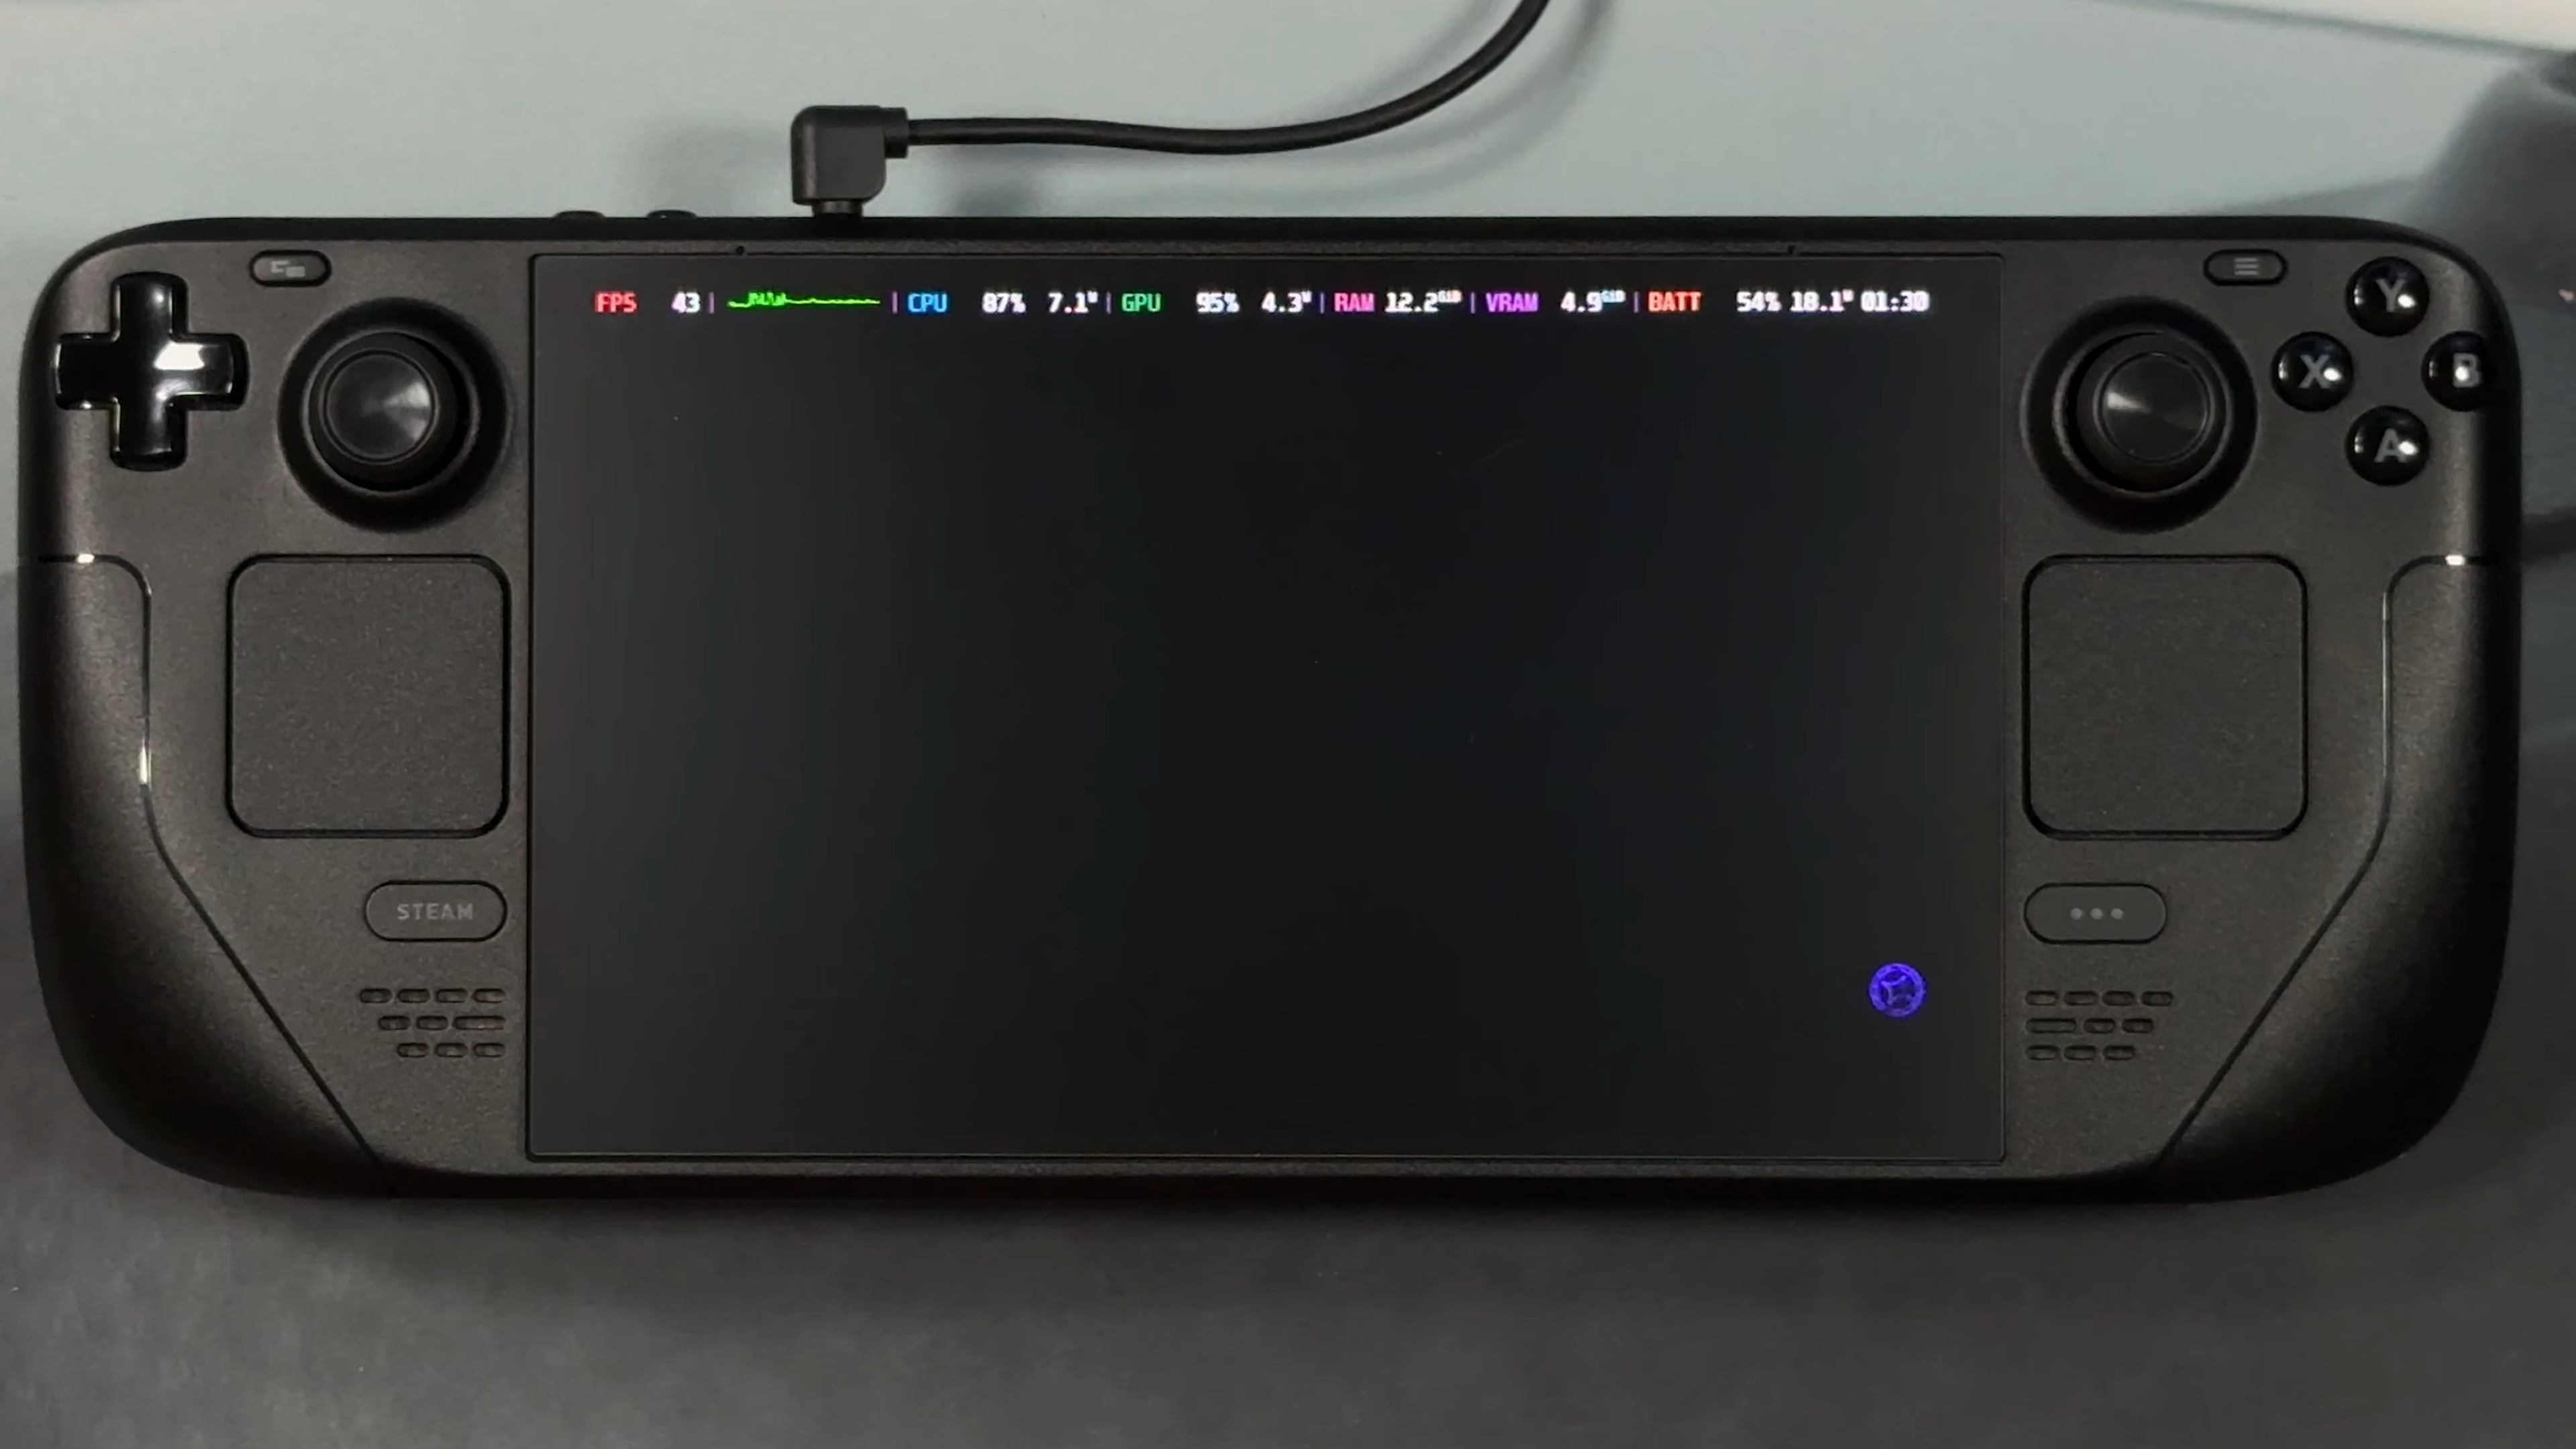 FPS 43 | | CPU 87% 7.1W | GPU 95% 4.3W | RAM 12.2GiB | VRAM 4.9GiB | BATT 54% 18.1W 01:30
Y
X B
A
STEAM